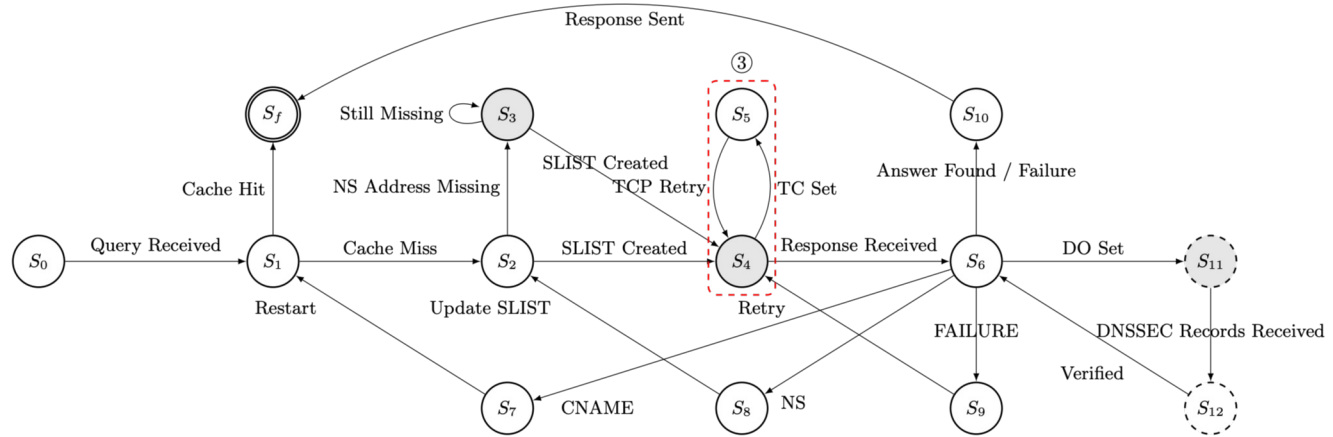 Response Sent
③
S_f
Still Missing
S_3
S_5
S_10
SLIST Created
Answer Found / Failure
Cache Hit
NS Address Missing
TCP Retry
TC Set
S_0
Query Received
S_1
Cache Miss
S_2
SLIST Created
S_4
Response Received
S_6
DO Set
S_11
Restart
Update SLIST
Retry
FAILURE
DNSSEC Records Received
Verified
S_7
CNAME
S_8
NS
S_9
S_12